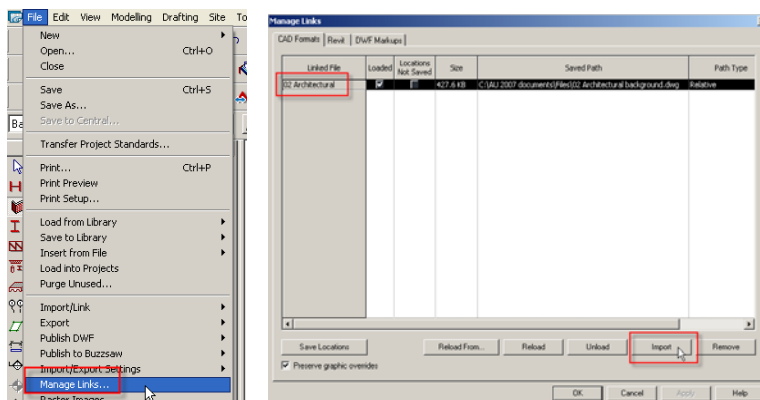 File Edit View Modelling Drafting Site To
New
Open... Ctrl+O
Close
Save Ctrl+S
Save As...
Save to Central...
Transfer Project Standards...
Print... Ctrl+P
Print Preview
Print Setup...
Load from Library
Save to Library
Insert from File
Load into Projects
Purge Unused...
Import/Link
Export
Publish DWF
Publish to Buzzsaw
Import/Export Settings
Manage Links...
Raster Images
Ba
Manage Links
CAD Formats Revit DWF Markups
Linked File Loaded Locations Not Saved Size Saved Path Path Type
02 Architectural 427.6 KB C:\AU 2007 documents\Files\02 Architectural background.dwg Relative
Save Locations Reload From... Reload Unload Import Remove
Preserve graphic overrides
OK Cancel Apply Help